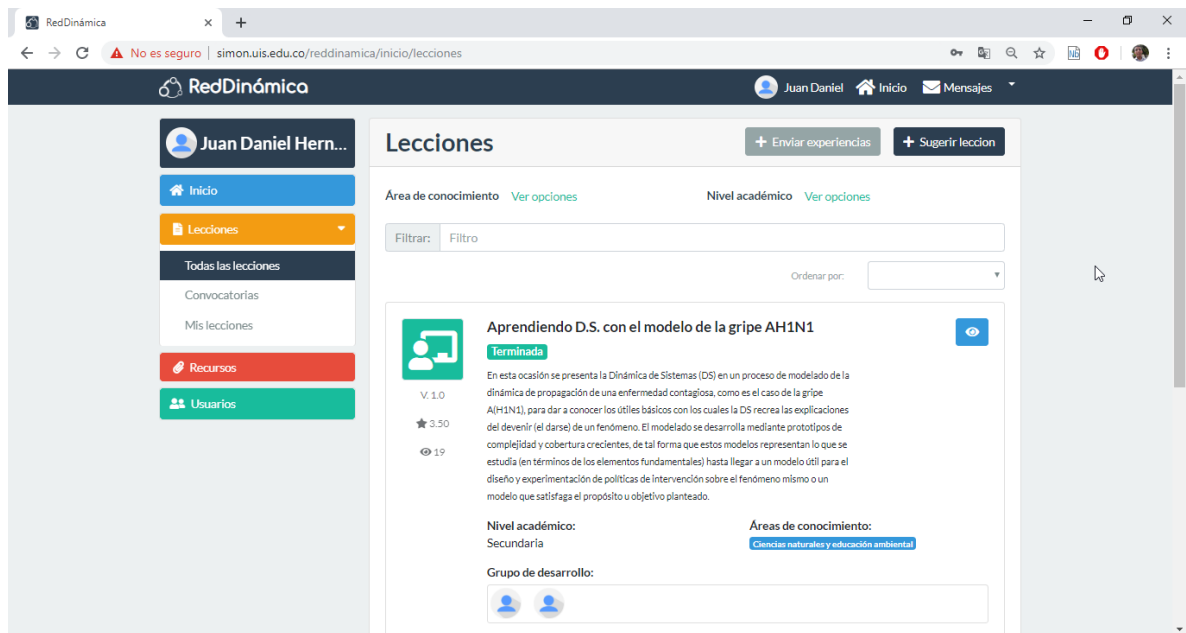 RedDinámica
No es seguro | simon.uis.edu.co/reddinamica/inicio/lecciones
RedDinámica
Juan Daniel Inicio Mensajes
Juan Daniel Hern...
Inicio
Lecciones
Todas las lecciones
Convocatorias
Mis lecciones
Recursos
Usuarios
Lecciones
+ Enviar experiencias
+ Sugerir leccion
Área de conocimiento Ver opciones
Nivel académico Ver opciones
Filtrar: Filtro
Ordenar por:
Aprendiendo D.S. con el modelo de la gripe AH1N1
Terminada
V. 1.0
3.50
19
En esta ocasión se presenta la Dinámica de Sistemas (DS) en un proceso de modelado de la
dinámica de propagación de una enfermedad contagiosa, como es el caso de la gripe
A(H1N1), para dar a conocer los útiles básicos con los cuales la DS recrea las explicaciones
del devenir (el darse) de un fenómeno. El modelado se desarrolla mediante prototipos de
complejidad y cobertura crecientes, de tal forma que estos modelos representan lo que se
estudia (en términos de los elementos fundamentales) hasta llegar a un modelo útil para el
diseño y experimentación de políticas de intervención sobre el fenómeno mismo o un
modelo que satisfaga el propósito u objetivo planteado.
Nivel académico:
Secundaria
Áreas de conocimiento:
Ciencias naturales y educación ambiental
Grupo de desarrollo: